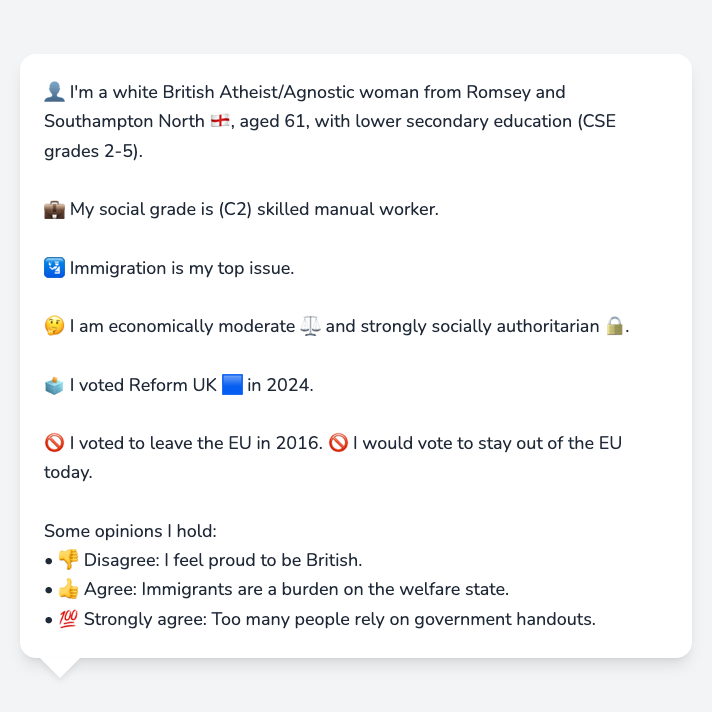 👤 I'm a white British Atheist/Agnostic woman from Romsey and
Southampton North 🏴󠁧󠁢󠁥󠁮󠁧󠁿, aged 61, with lower secondary education (CSE
grades 2-5).
💼 My social grade is (C2) skilled manual worker.
🛂 Immigration is my top issue.
🤔 I am economically moderate ⚖️ and strongly socially authoritarian 🔒.
🗳️ I voted Reform UK 🟦 in 2024.
🚫 I voted to leave the EU in 2016. 🚫 I would vote to stay out of the EU
today.
Some opinions I hold:
• 👎 Disagree: I feel proud to be British.
• 👍 Agree: Immigrants are a burden on the welfare state.
• 💯 Strongly agree: Too many people rely on government handouts.